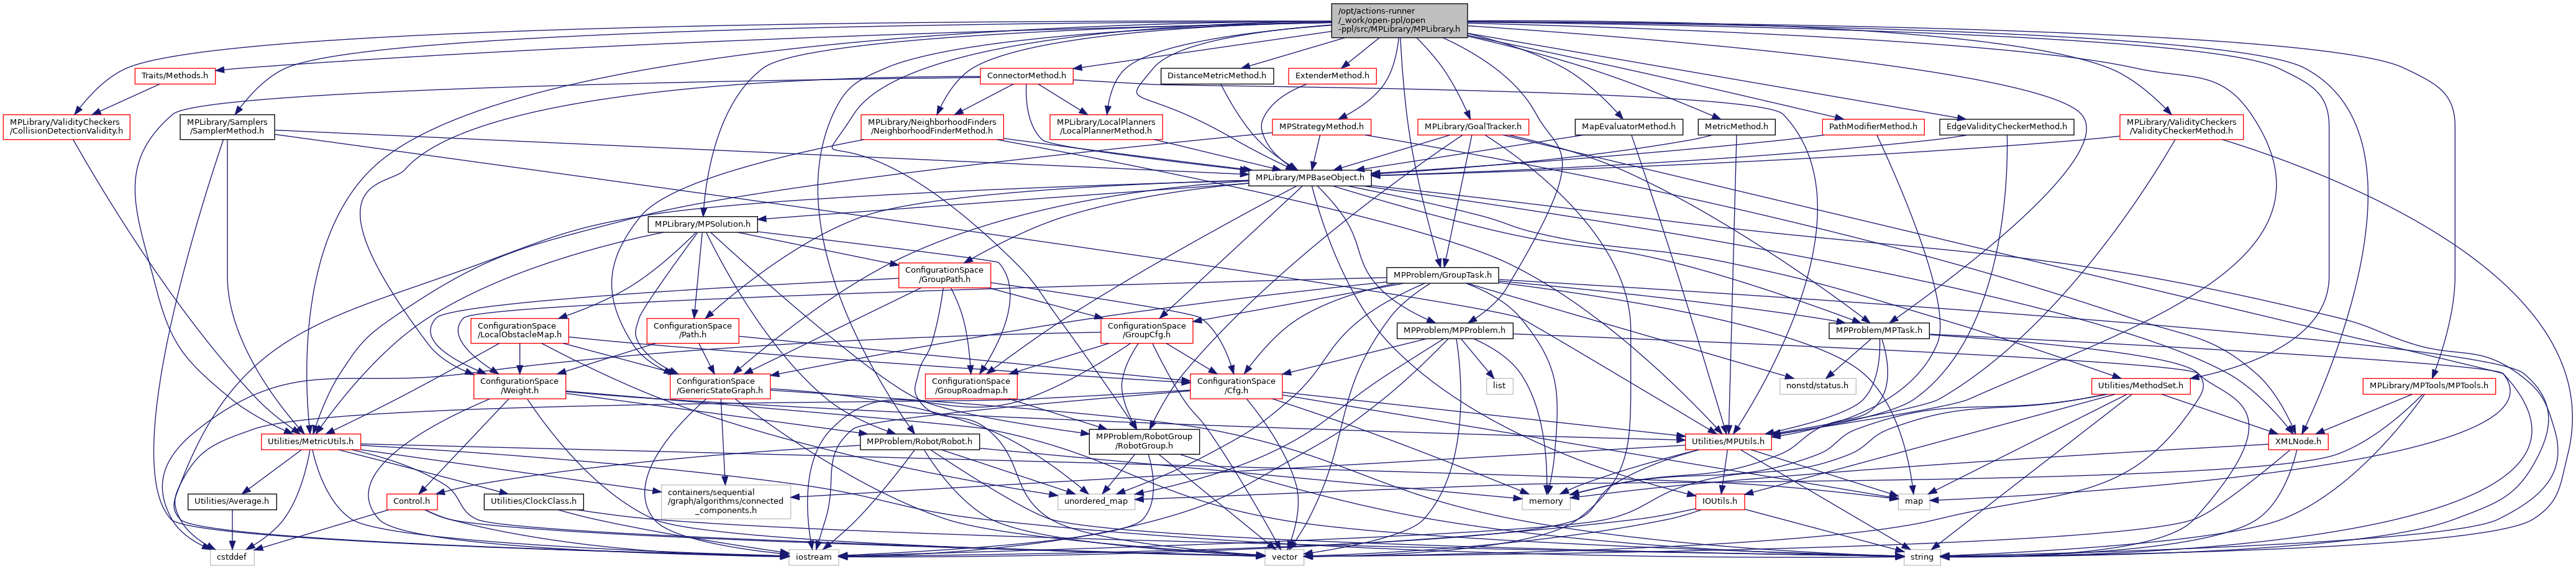 /opt/actions-runner
/_work/open-ppl/open
-ppl/src/MPLibrary/MPLibrary.h
Traits/Methods.h
ConnectorMethod.h
DistanceMetricMethod.h
ExtenderMethod.h
MPLibrary/ValidityCheckers
/CollisionDetectionValidity.h
MPLibrary/Samplers
/SamplerMethod.h
MPLibrary/NeighborhoodFinders
/NeighborhoodFinderMethod.h
MPLibrary/LocalPlanners
/LocalPlannerMethod.h
MPStrategyMethod.h
MPLibrary/GoalTracker.h
MapEvaluatorMethod.h
MetricMethod.h
PathModifierMethod.h
EdgeValidityCheckerMethod.h
MPLibrary/ValidityCheckers
/ValidityCheckerMethod.h
MPLibrary/MPBaseObject.h
MPLibrary/MPSolution.h
ConfigurationSpace
/GroupPath.h
MPProblem/GroupTask.h
ConfigurationSpace
/LocalObstacleMap.h
ConfigurationSpace
/Path.h
ConfigurationSpace
/GroupCfg.h
MPProblem/MPProblem.h
MPProblem/MPTask.h
ConfigurationSpace
/Weight.h
ConfigurationSpace
/GenericStateGraph.h
ConfigurationSpace
/GroupRoadmap.h
ConfigurationSpace
/Cfg.h
list
nonstd/status.h
Utilities/MethodSet.h
MPLibrary/MPTools/MPTools.h
Utilities/MetricUtils.h
MPProblem/Robot/Robot.h
MPProblem/RobotGroup
/RobotGroup.h
Utilities/MPUtils.h
XMLNode.h
Utilities/Average.h
Control.h
Utilities/ClockClass.h
containers/sequential
/graph/algorithms/connected
_components.h
unordered_map
memory
IOUtils.h
map
cstddef
iostream
vector
string